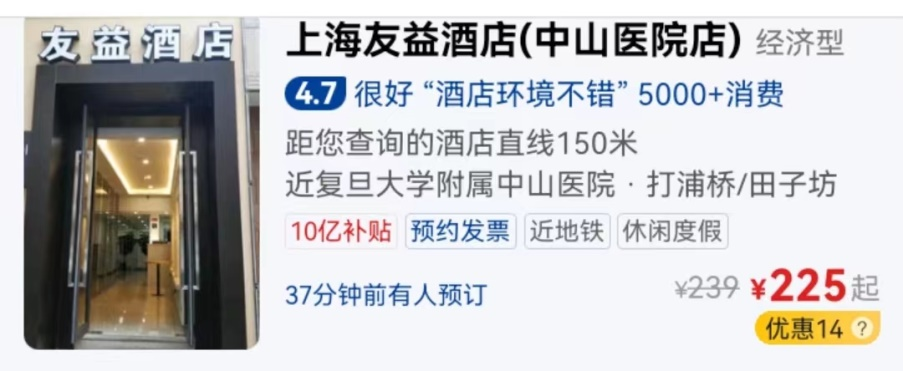 友益酒店
上海友益酒店(中山医院店) 经济型
4.7 很好 “酒店环境不错” 5000+消费
距您查询的酒店直线150米
近复旦大学附属中山医院 · 打浦桥/田子坊
10亿补贴 预约发票 近地铁 休闲度假
37分钟前有人预订 ¥239 ¥225起
优惠14 ?